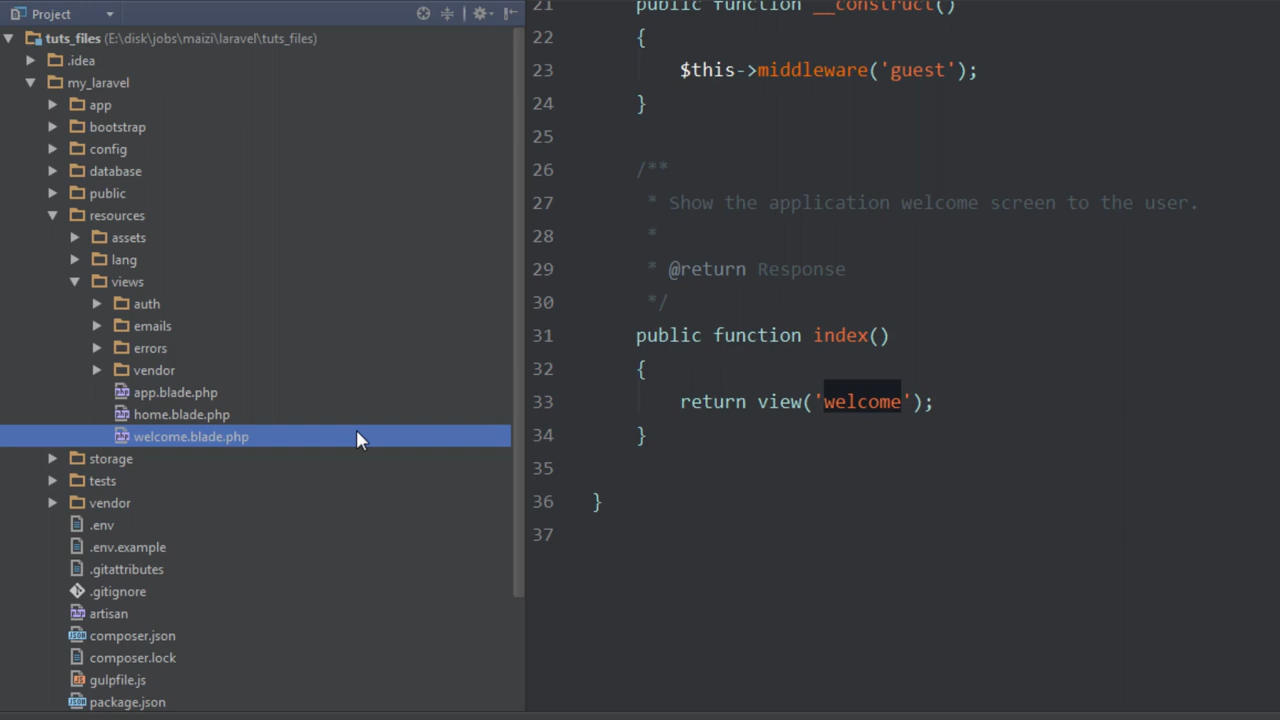 Project
tuts_files (E:\disk\jobs\maizi\laravel\tuts_files)
.idea
my_laravel
app
bootstrap
config
database
public
resources
assets
lang
views
auth
emails
errors
vendor
app.blade.php
home.blade.php
welcome.blade.php
storage
tests
vendor
.env
.env.example
.gitattributes
.gitignore
artisan
composer.json
composer.lock
gulpfile.js
package.json
21 public function __construct()
22 {
23 $this->middleware('guest');
24 }
25
26 /**
27 * Show the application welcome screen to the user.
28 *
29 * @return Response
30 */
31 public function index()
32 {
33 return view('welcome');
34 }
35
36 }
37